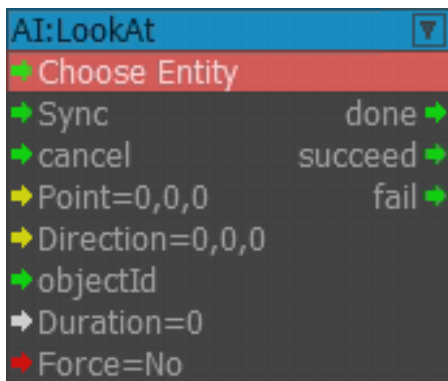 AI:LookAt
Choose Entity
Sync done
cancel succeed
Point=0,0,0 fail
Direction=0,0,0
objectId
Duration=0
Force=No